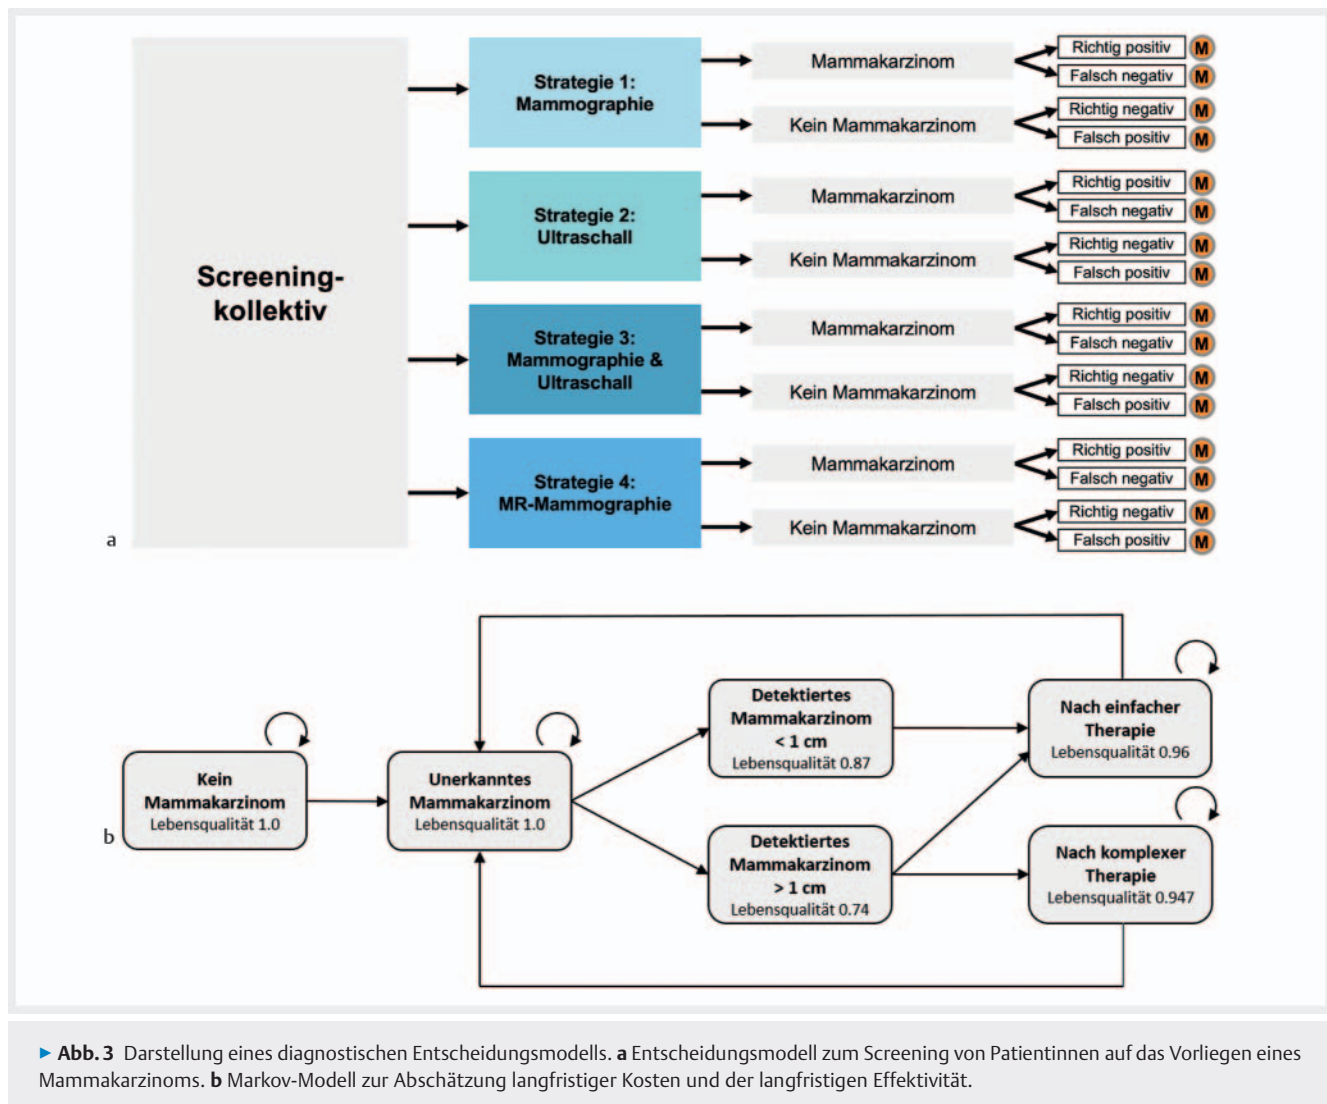 Screening-
kollektiv
Strategie 1:
Mammographie
Mammakarzinom
Richtig positiv M
Falsch negativ M
Kein Mammakarzinom
Richtig negativ M
Falsch positiv M
Strategie 2:
Ultraschall
Mammakarzinom
Richtig positiv M
Falsch negativ M
Kein Mammakarzinom
Richtig negativ M
Falsch positiv M
Strategie 3:
Mammographie &
Ultraschall
Mammakarzinom
Richtig positiv M
Falsch negativ M
Kein Mammakarzinom
Richtig negativ M
Falsch positiv M
Strategie 4:
MR-Mammographie
Mammakarzinom
Richtig positiv M
Falsch negativ M
Kein Mammakarzinom
Richtig negativ M
Falsch positiv M
a
Kein
Mammakarzinom
Lebensqualität 1.0
Unerkanntes
Mammakarzinom
Lebensqualität 1.0
Detektiertes
Mammakarzinom
< 1 cm
Lebensqualität 0.87
Detektiertes
Mammakarzinom
> 1 cm
Lebensqualität 0.74
Nach einfacher
Therapie
Lebensqualität 0.96
Nach komplexer
Therapie
Lebensqualität 0.947
b
▶ Abb. 3 Darstellung eines diagnostischen Entscheidungsmodells. a Entscheidungsmodell zum Screening von Patientinnen auf das Vorliegen eines
Mammakarzinoms. b Markov-Modell zur Abschätzung langfristiger Kosten und der langfristigen Effektivität.